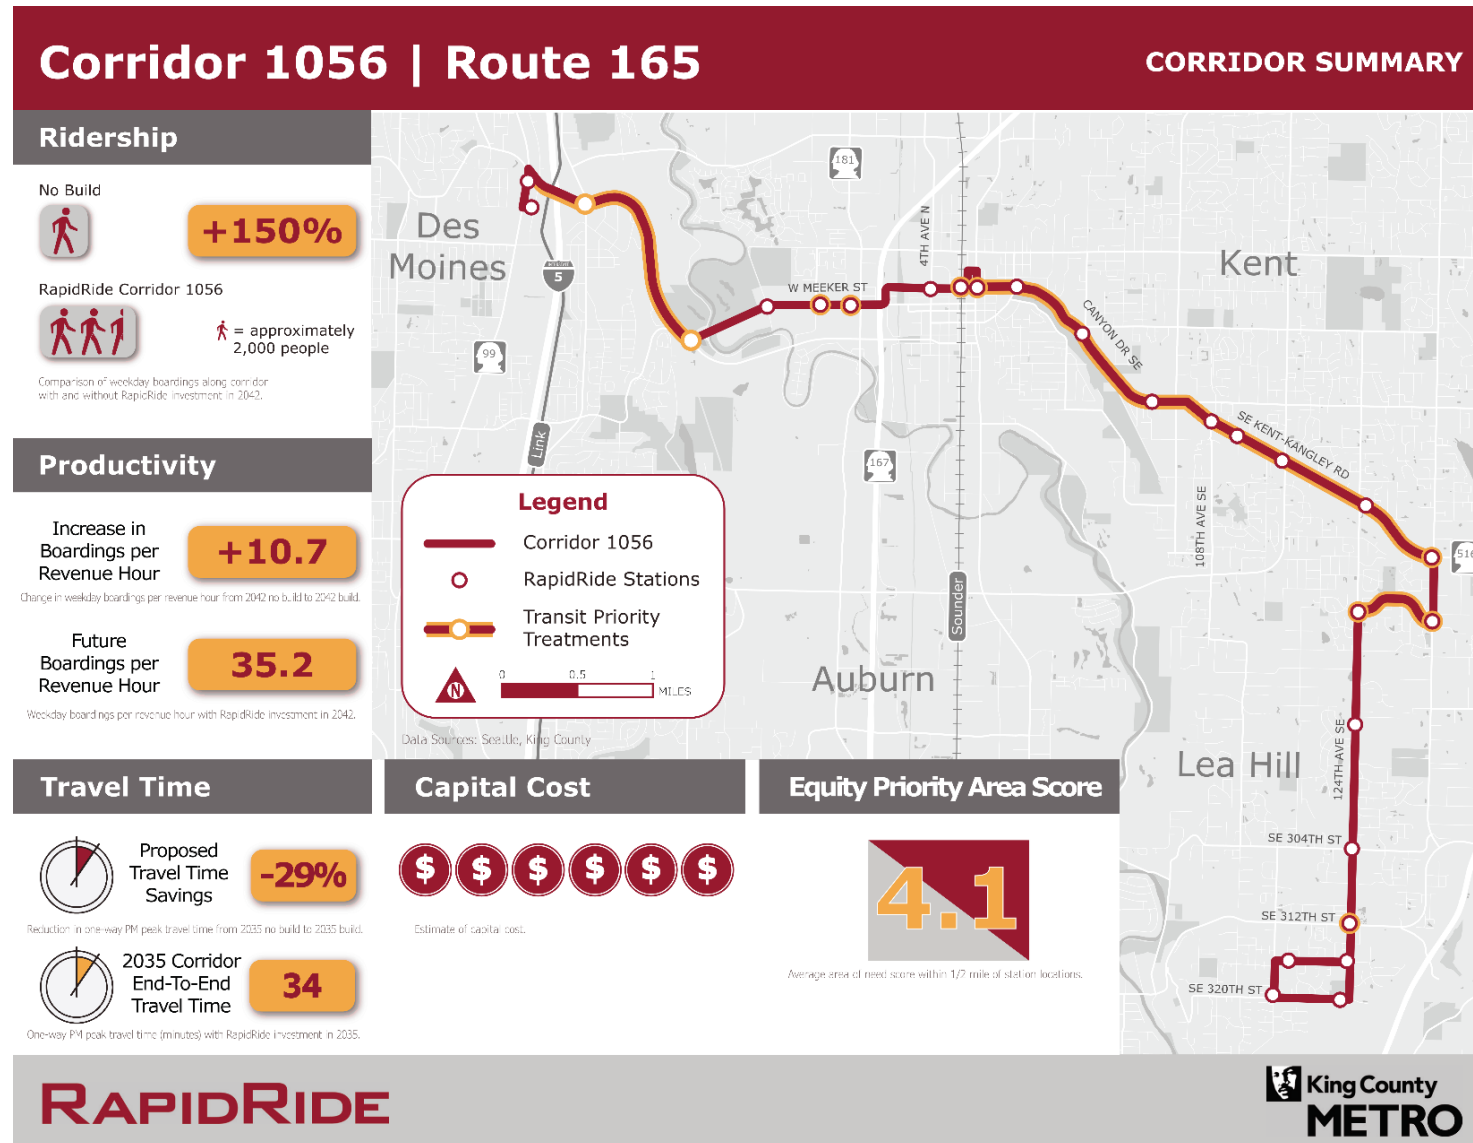 Corridor 1056 | Route 165
CORRIDOR SUMMARY
Ridership
No Build
+150%
RapidRide Corridor 1056
= approximately
2,000 people
Comparison of weekday boardings along corridor
with and without RapidRide investment in 2042.
Productivity
Increase in
Boardings per
Revenue Hour
+10.7
Change in weekday boardings per revenue hour from 2042 no build to 2042 build.
Future
Boardings per
Revenue Hour
35.2
Weekday boardings per revenue hour with RapidRide investment in 2042.
Des
Moines
181
INTERSTATE
5
99
Link
4TH AVE N
W MEEKER ST
Kent
CANYON DR SE
SE KENT-KANGLEY RD
167
108TH AVE SE
516
Sounder
Auburn
Lea Hill
124TH AVE SE
SE 304TH ST
SE 312TH ST
SE 320TH ST
Legend
Corridor 1056
RapidRide Stations
Transit Priority
Treatments
N
0 0.5 1
MILES
Data Sources: Seattle, King County
Travel Time
Proposed
Travel Time
Savings
-29%
Reduction in one-way PM peak travel time from 2035 no build to 2035 build.
2035 Corridor
End-To-End
Travel Time
34
One-way PM peak travel time (minutes) with RapidRide investment in 2035.
Capital Cost
$ $ $ $ $ $
Estimate of capital cost.
Equity Priority Area Score
4.1
Average area of need score within 1/2 mile of station locations.
RAPIDRIDE
King County
METRO